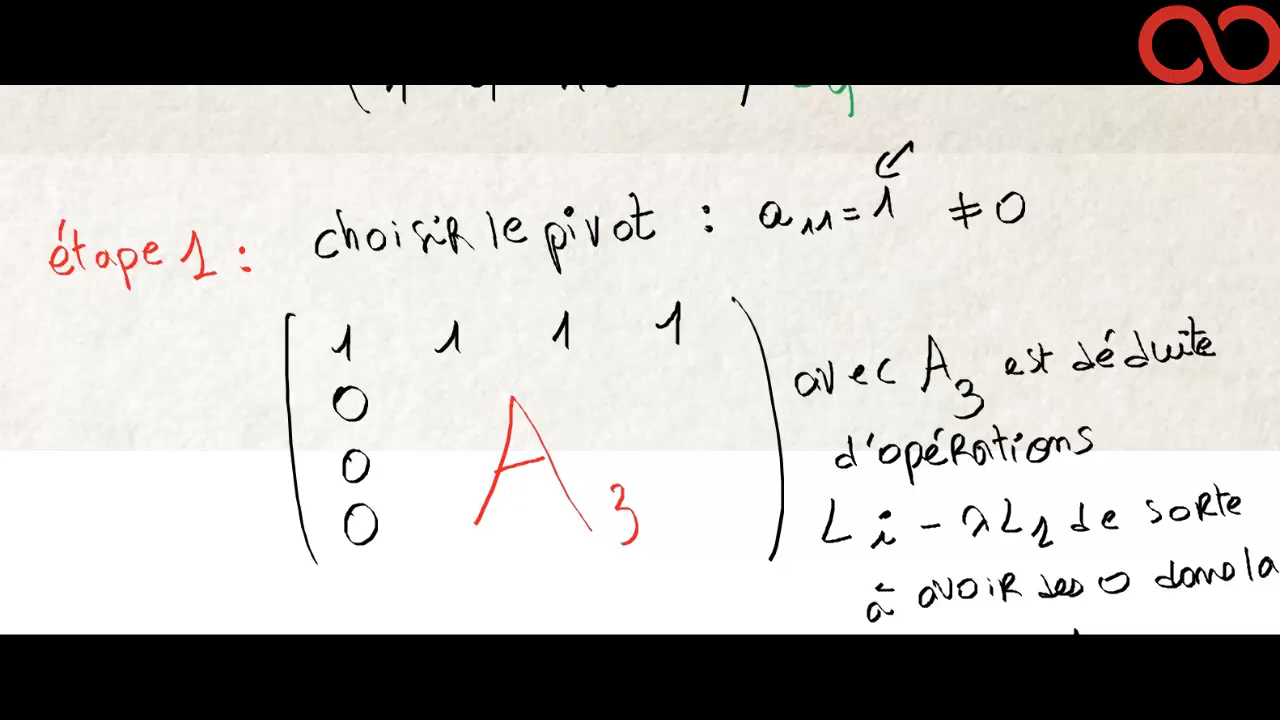 étape 1 : choisir le pivot : a₁₁ = 1 ≠ 0
1 1 1 1
0
0
0
A₃
avec A₃ est déduite
d'opérations
L i - λL₁ de sorte
à avoir des 0 dans la